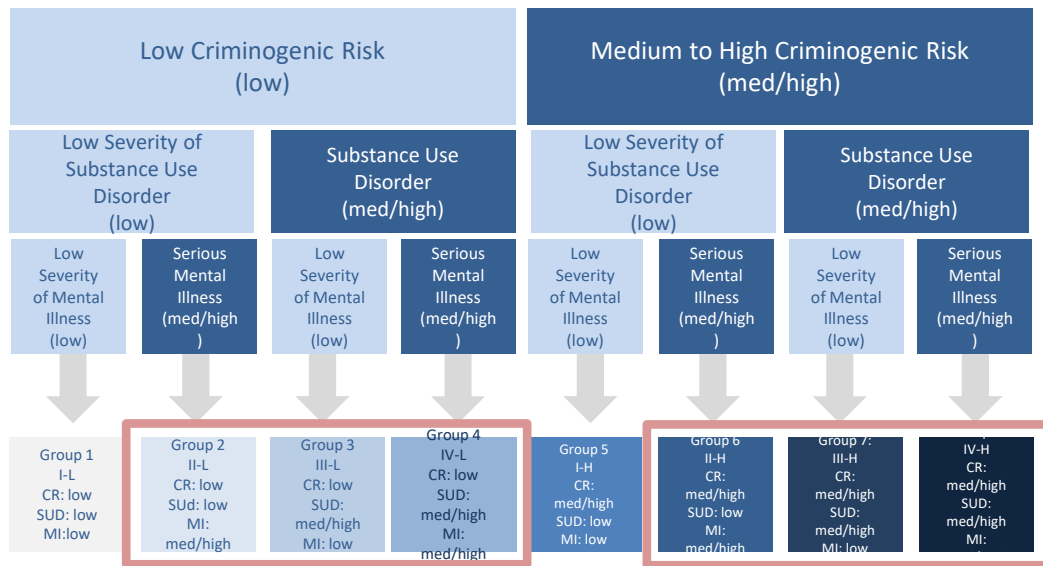 Low Criminogenic Risk
(low)
Medium to High Criminogenic Risk
(med/high)
Low Severity of
Substance Use
Disorder
(low)
Substance Use
Disorder
(med/high)
Low Severity of
Substance Use
Disorder
(low)
Substance Use
Disorder
(med/high)
Low
Severity
of Mental
Illness
(low)
Serious
Mental
Illness
(med/high
)
Low
Severity
of Mental
Illness
(low)
Serious
Mental
Illness
(med/high
)
Low
Severity
of Mental
Illness
(low)
Serious
Mental
Illness
(med/high
)
Low
Severity
of Mental
Illness
(low)
Serious
Mental
Illness
(med/high
)
Group 1
I-L
CR: low
SUD: low
MI:low
Group 2
II-L
CR: low
SUd: low
MI:
med/high
Group 3
III-L
CR: low
SUD:
med/high
MI: low
Group 4
IV-L
CR: low
SUD:
med/high
MI:
med/high
Group 5
I-H
CR:
med/high
SUD: low
MI: low
Group 6
II-H
CR:
med/high
SUD: low
MI:
med/high
Group 7:
III-H
CR:
med/high
SUD:
med/high
MI: low
IV-H
CR:
med/high
SUD:
med/high
MI: